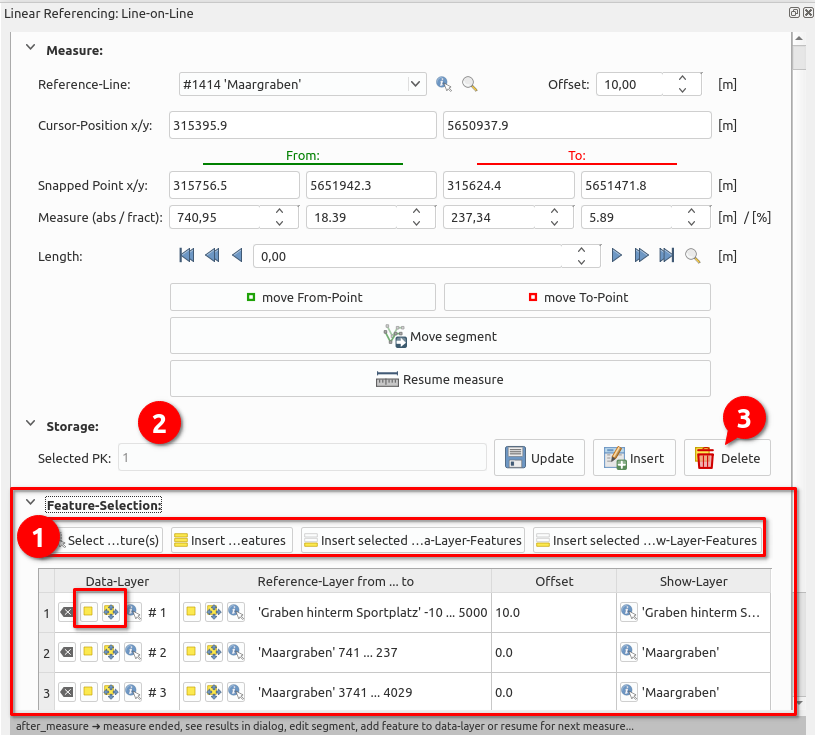 Linear Referencing: Line-on-Line
Measure:
Reference-Line: #1414 'Maargraben' Offset: 10,00 [m]
Cursor-Position x/y: 315395.9 5650937.9 [m]
From: To:
Snapped Point x/y: 315756.5 5651942.3 315624.4 5651471.8 [m]
Measure (abs / fract): 740,95 18.39 237,34 5.89 [m] / [%]
Length: 0,00 [m]
move From-Point move To-Point
Move segment
Resume measure
2 3
Storage:
Selected PK: 1 Update Insert Delete
Feature-Selection:
1 Select ...ture(s) Insert ...eatures Insert selected ...a-Layer-Features Insert selected ...w-Layer-Features
Data-Layer Reference-Layer from ... to Offset Show-Layer
1 # 1 'Graben hinterm Sportplatz' -10 ... 5000 10.0 'Graben hinterm S...
2 # 2 'Maargraben' 741 ... 237 0.0 'Maargraben'
3 # 3 'Maargraben' 3741 ... 4029 0.0 'Maargraben'
after_measure ➜ measure ended, see results in dialog, edit segment, add feature to data-layer or resume for next measure...